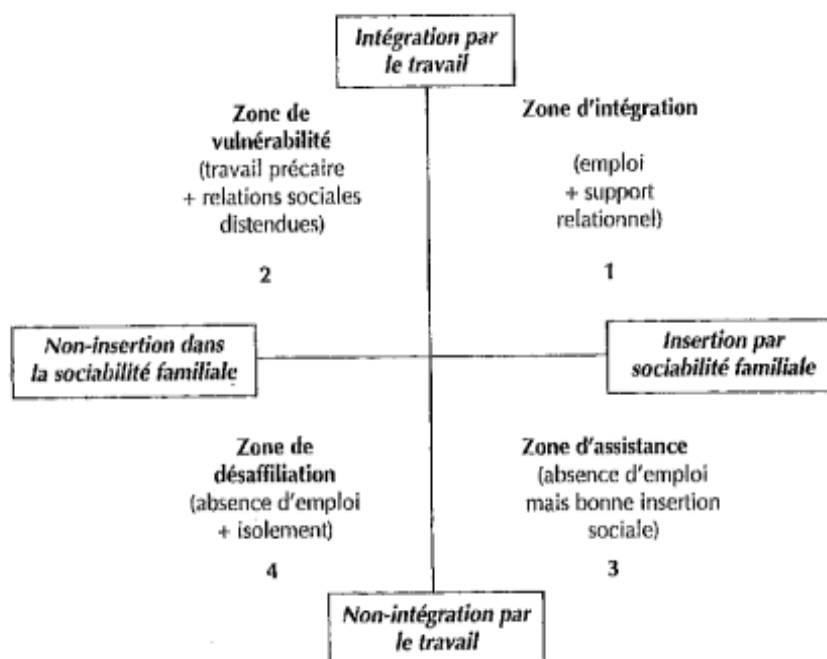 Intégration par
le travail
Zone de
vulnérabilité
(travail précaire
+ relations sociales
distendues)
2
Zone d'intégration
(emploi
+ support
relationnel)
1
Non-insertion dans
la sociabilité familiale
Insertion par
sociabilité familiale
Zone de
désaffiliation
(absence d'emploi
+ isolement)
4
Zone d'assistance
(absence d'emploi
mais bonne insertion
sociale)
3
Non-intégration par
le travail